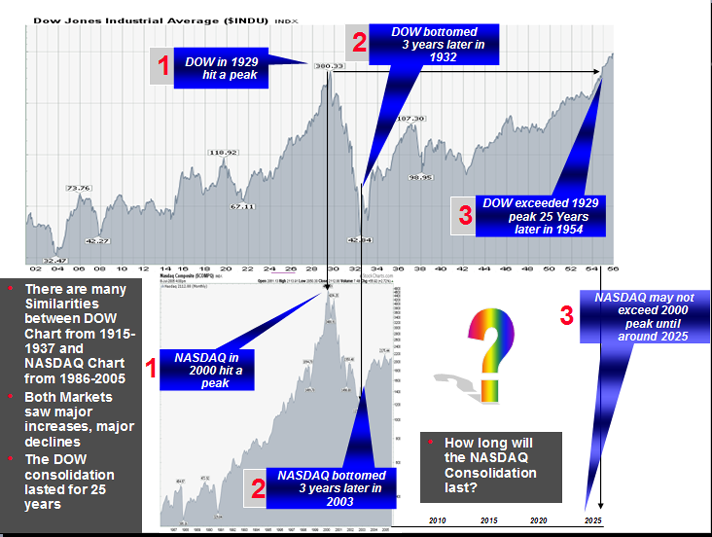 Dow Jones Industrial Average ($INDU) INDX
1
DOW in 1929
hit a peak
2
DOW bottomed
3 years later in
1932
380.33
107.30
110.92
98.95
73.76
67.11
3
DOW exceeded 1929
peak 25 Years
later in 1954
42.27
42.84
32.47
02 04 06 08 10 12 14 16 18 20 22 24 26 28 30 32 34 36 38 40 42 44 46 48 50 52 54 56
• There are many
Similarities
between DOW
Chart from 1915-
1937 and
NASDAQ Chart
from 1986-2005
• Both Markets
saw major
increases, major
declines
• The DOW
consolidation
lasted for 25
years
1
NASDAQ in
2000 hit a
peak
2
NASDAQ bottomed
3 years later in
2003
?
3
NASDAQ may not
exceed 2000
peak until
around 2025
• How long will
the NASDAQ
Consolidation
last?
2010 2015 2020 2025